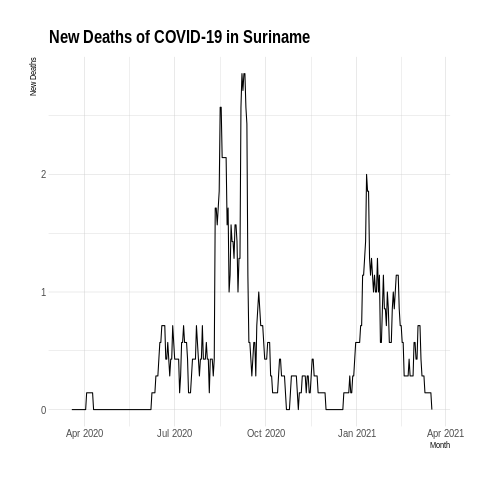 New Deaths of COVID-19 in Suriname
New Deaths
2
1
0
Apr 2020
Jul 2020
Oct 2020
Jan 2021
Apr 2021
Month